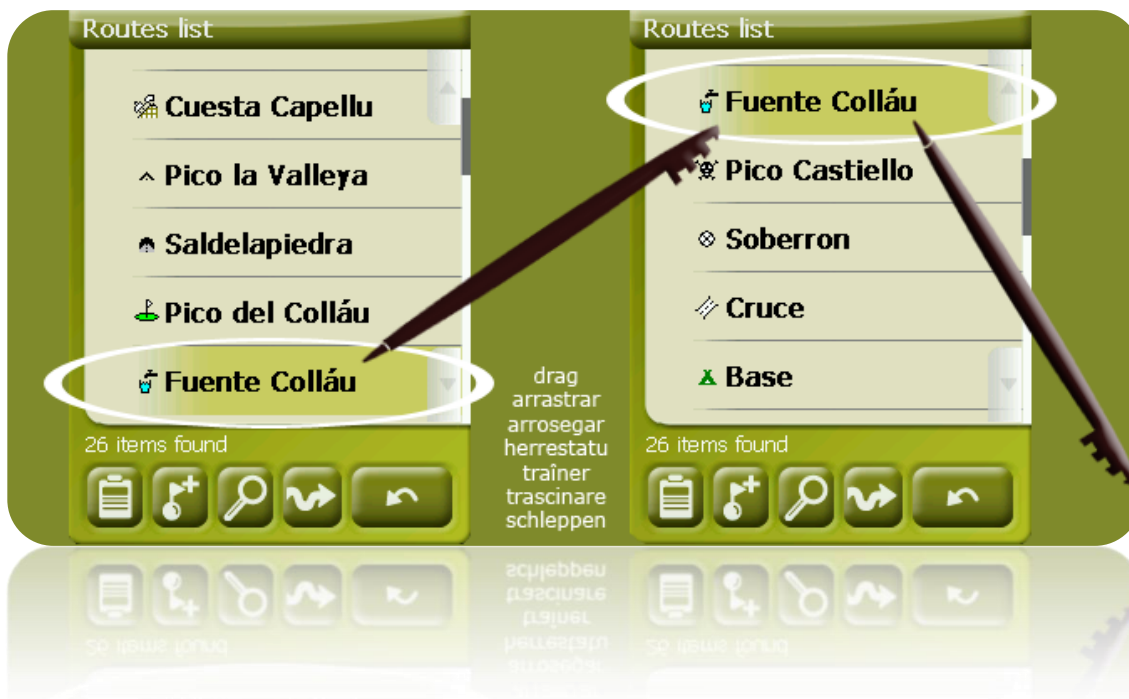 Routes list
Cuesta Capellu
Pico la Valleya
Saldelapiedra
Pico del Colláu
Fuente Colláu
26 items found
drag
arrastrar
arrosegar
herrestatu
traîner
trascinare
schleppen
Routes list
Fuente Colláu
Pico Castiello
Soberron
Cruce
Base
26 items found